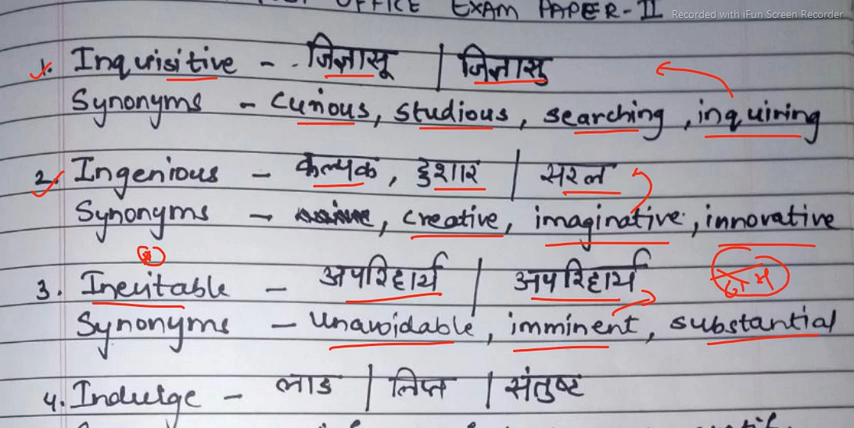 OFFICE EXAM PAPER-II
Recorded with iFun Screen Recorder
1. Inquisitive - जिज्ञासू | जिज्ञासु
Synonyms - Curious, studious, searching, inquiring
2. Ingenious - कल्पक, हुशार | सरल
Synonyms - creative, imaginative, innovative
3. Inevitable - अपरिहार्य | अपरिहार्य
Synonyms - Unavoidable, imminent, substantial
4. Indulge - लाड | लिप्त | संतुष्ट